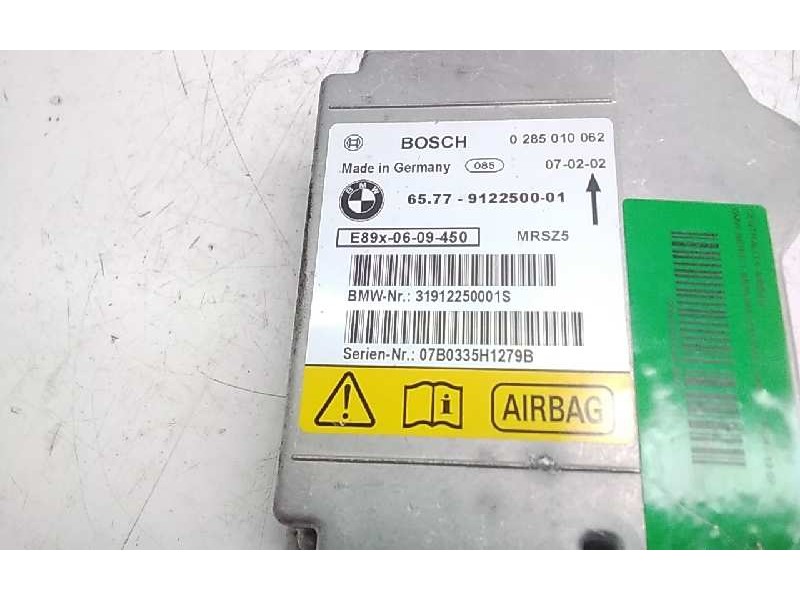 BOSCH 0 285 010 062
Made in Germany 085 07-02-02
BMW 65.77 - 9122500-01
E89x-06-09-450 MRSZ5
BMW-Nr.: 31912250001S
Serien-Nr.: 07B0335H1279B
AIRBAG